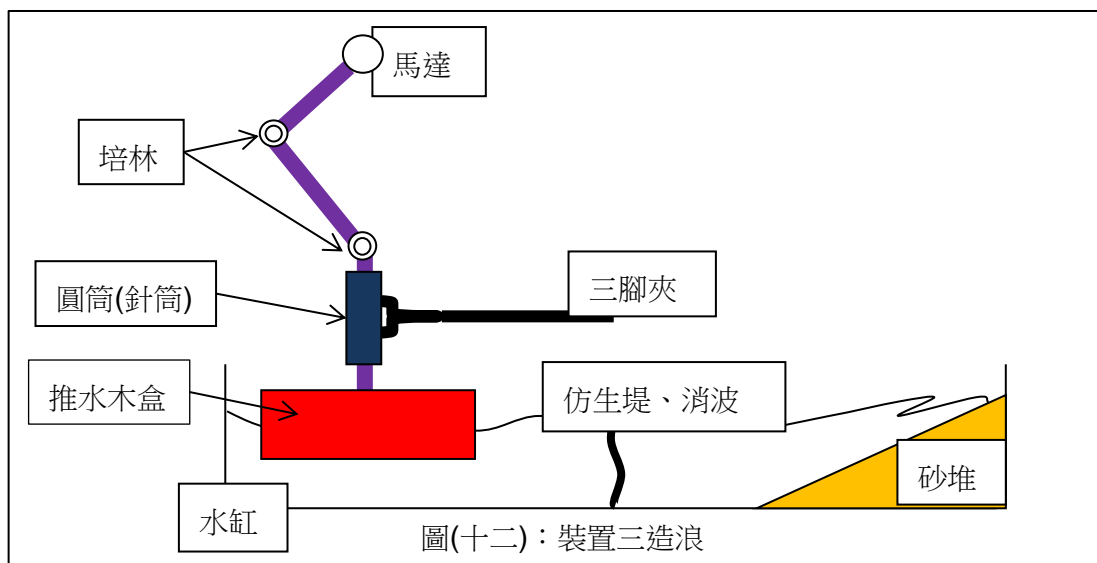 馬達
培林
三腳夾
圓筒(針筒)
推水木盒
仿生堤、消波
砂堆
水缸
圖(十二)：裝置三造浪